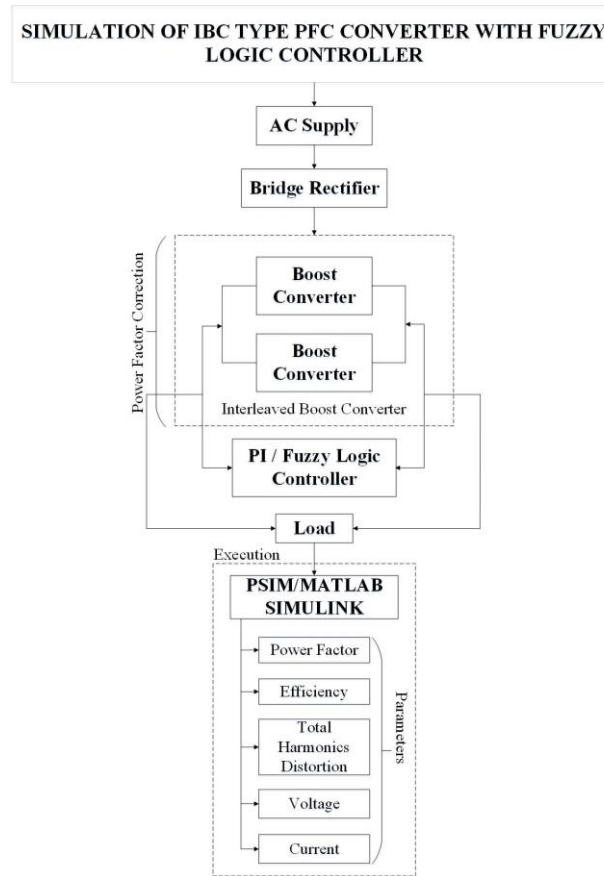 SIMULATION OF IBC TYPE PFC CONVERTER WITH FUZZY
LOGIC CONTROLLER
AC Supply
Bridge Rectifier
Power Factor Correction
Boost
Converter
Boost
Converter
Interleaved Boost Converter
PI / Fuzzy Logic
Controller
Load
Execution
PSIM/MATLAB
SIMULINK
Power Factor
Efficiency
Total
Harmonics
Distortion
Voltage
Current
Parameters